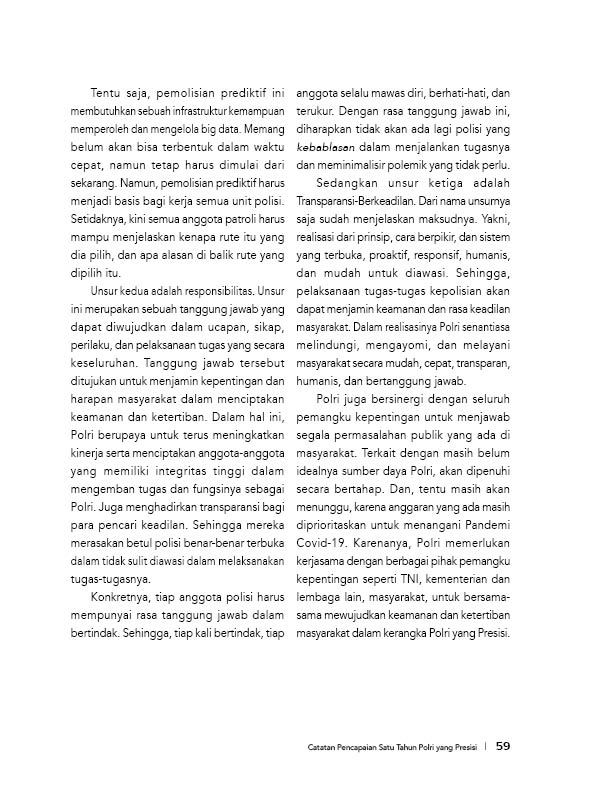 Tentu saja, pemolisian prediktif ini
membutuhkan sebuah infrastruktur kemampuan
memperoleh dan mengelola big data. Memang
belum akan bisa terbentuk dalam waktu
cepat, namun tetap harus dimulai dari
sekarang. Namun, pemolisian prediktif harus
menjadi basis bagi kerja semua unit polisi.
Setidaknya, kini semua anggota patroli harus
mampu menjelaskan kenapa rute itu yang
dia pilih, dan apa alasan di balik rute yang
dipilih itu.
Unsur kedua adalah responsibilitas. Unsur
ini merupakan sebuah tanggung jawab yang
dapat diwujudkan dalam ucapan, sikap,
perilaku, dan pelaksanaan tugas yang secara
keseluruhan. Tanggung jawab tersebut
ditujukan untuk menjamin kepentingan dan
harapan masyarakat dalam menciptakan
keamanan dan ketertiban. Dalam hal ini,
Polri berupaya untuk terus meningkatkan
kinerja serta menciptakan anggota-anggota
yang memiliki integritas tinggi dalam
mengemban tugas dan fungsinya sebagai
Polri. Juga menghadirkan transparansi bagi
para pencari keadilan. Sehingga mereka
merasakan betul polisi benar-benar terbuka
dalam tidak sulit diawasi dalam melaksanakan
tugas-tugasnya.
Konkretnya, tiap anggota polisi harus
mempunyai rasa tanggung jawab dalam
bertindak. Sehingga, tiap kali bertindak, tiap
anggota selalu mawas diri, berhati-hati, dan
terukur. Dengan rasa tanggung jawab ini,
diharapkan tidak akan ada lagi polisi yang
kebablasan dalam menjalankan tugasnya
dan meminimalisir polemik yang tidak perlu.
Sedangkan unsur ketiga adalah
Transparansi-Berkeadilan. Dari nama unsurnya
saja sudah menjelaskan maksudnya. Yakni,
realisasi dari prinsip, cara berpikir, dan sistem
yang terbuka, proaktif, responsif, humanis,
dan mudah untuk diawasi. Sehingga,
pelaksanaan tugas-tugas kepolisian akan
dapat menjamin keamanan dan rasa keadilan
masyarakat. Dalam realisasinya Polri senantiasa
melindungi, mengayomi, dan melayani
masyarakat secara mudah, cepat, transparan,
humanis, dan bertanggung jawab.
Polri juga bersinergi dengan seluruh
pemangku kepentingan untuk menjawab
segala permasalahan publik yang ada di
masyarakat. Terkait dengan masih belum
idealnya sumber daya Polri, akan dipenuhi
secara bertahap. Dan, tentu masih akan
menunggu, karena anggaran yang ada masih
diprioritaskan untuk menangani Pandemi
Covid-19. Karenanya, Polri memerlukan
kerjasama dengan berbagai pihak pemangku
kepentingan seperti TNI, kementerian dan
lembaga lain, masyarakat, untuk bersama-
sama mewujudkan keamanan dan ketertiban
masyarakat dalam kerangka Polri yang Presisi.
Catatan Pencapaian Satu Tahun Polri yang Presisi | 59